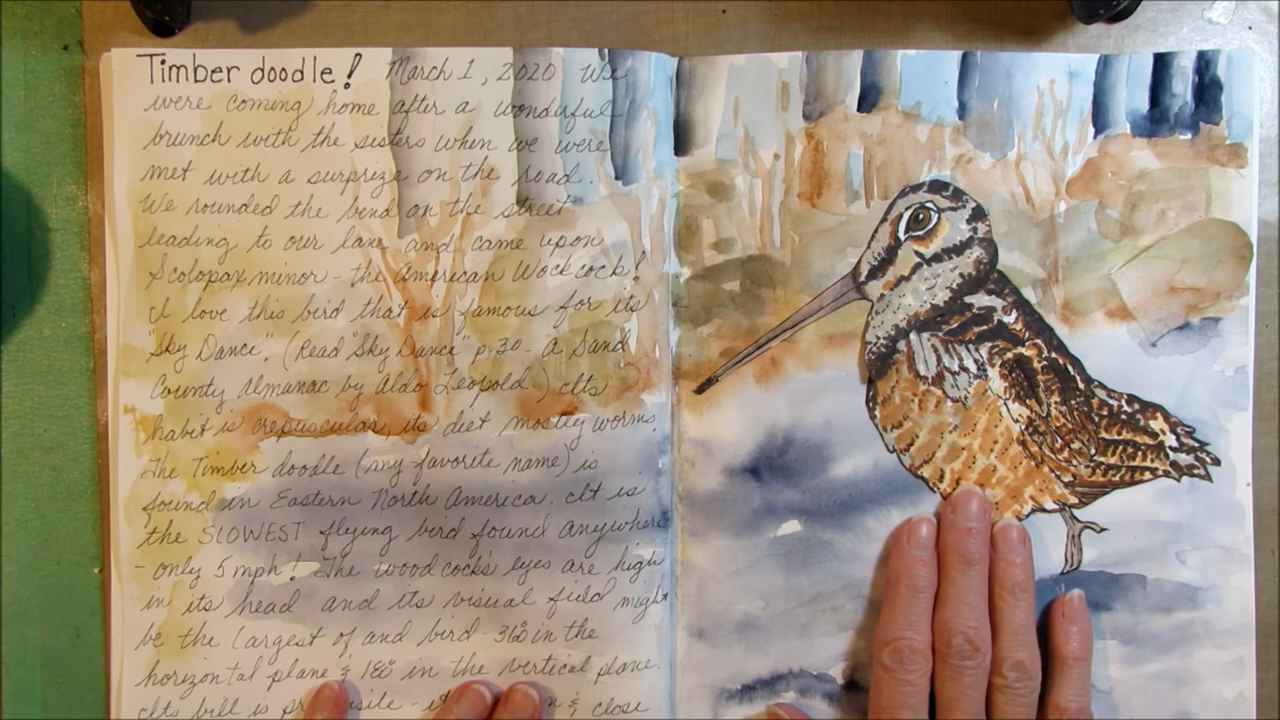 Timber doodle! March 1, 2020 We
were coming home after a wonderful
brunch with the sisters when we were
met with a surprize on the road.
We rounded the bend on the street
leading to our lane and came upon
Scolopax minor - the American Wockcock!
I love this bird that is famous for its
"Sky Dance". (Read "Sky Dance" p.30 - A Sand
County Almanac by Aldo Leopold.) Its
habit is crepuscular, its diet mostly worms.
The Timber doodle (my favorite name) is
found in Eastern North America. It is
the SLOWEST flying bird found anywhere
- only 5 mph! The woodcock's eyes are high
in its head and its visual field might
be the largest of and bird - 360 in the
horizontal plane & 180 in the vertical plane.
Its bill is & close